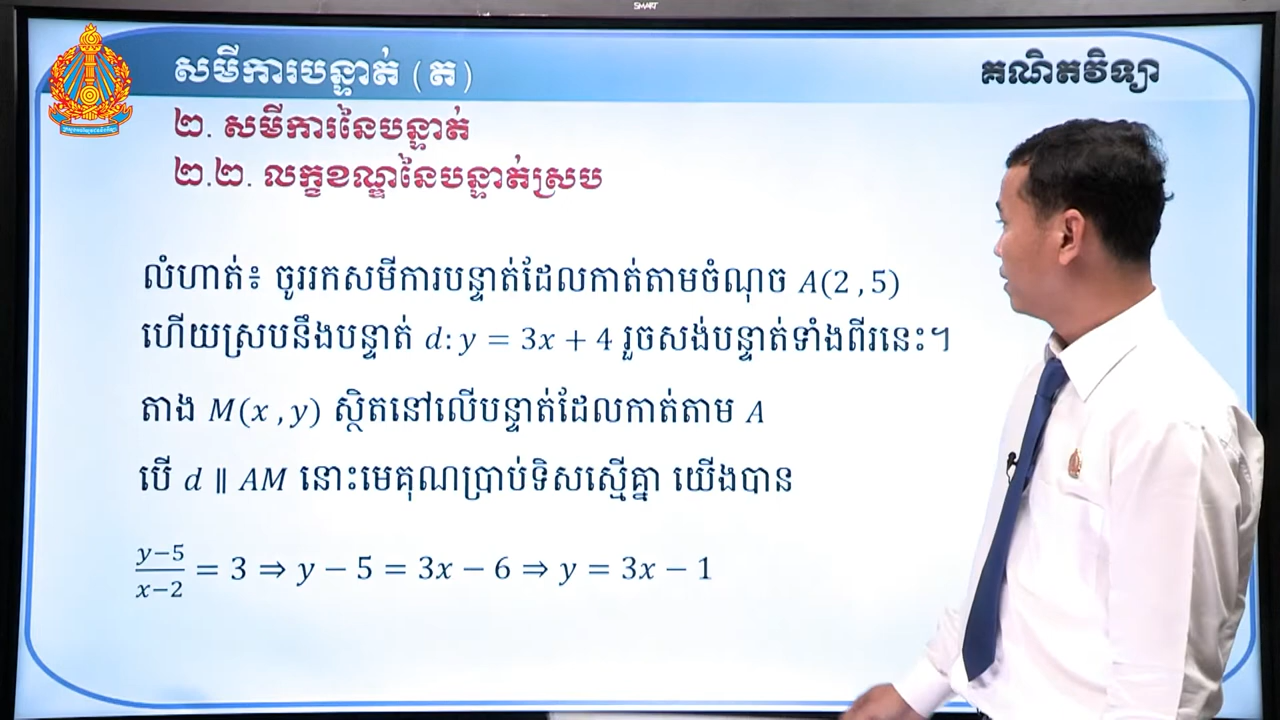 SMART
សមីការបន្ទាត់ (ត)
គណិតវិទ្យា
២. សមីការនៃបន្ទាត់
២.២. លក្ខខណ្ឌនៃបន្ទាត់ស្រប
លំហាត់៖ ចូររកសមីការបន្ទាត់ដែលកាត់តាមចំណុច A(2 , 5)
ហើយស្របនឹងបន្ទាត់ d: y = 3x + 4 រួចសង់បន្ទាត់ទាំងពីរនេះ។
តាង M(x , y) ស្ថិតនៅលើបន្ទាត់ដែលកាត់តាម A
បើ d ∥ AM នោះមេគុណប្រាប់ទិសស្មើគ្នា យើងបាន
(y−5)/(x−2) = 3 ⇒ y − 5 = 3x − 6 ⇒ y = 3x − 1